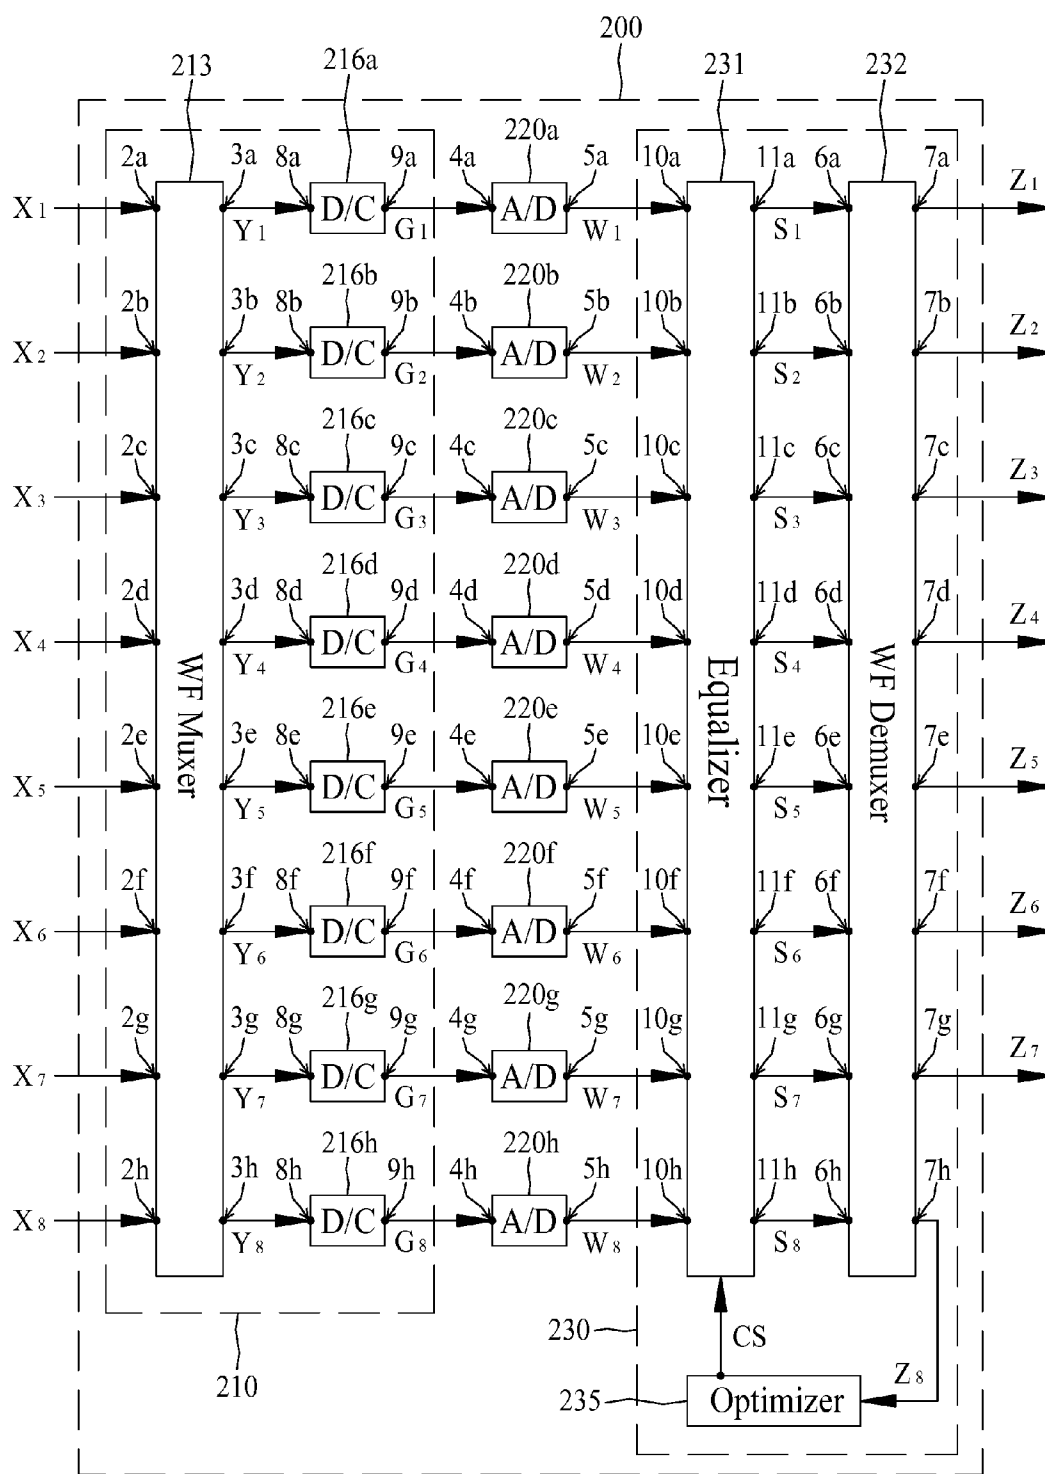 200
213 216a 231 232
220a
2a 3a 8a 9a 4a 5a 10a 11a 6a 7a
X1 D/C A/D Z1
Y1 G1 W1 S1
216b 220b
2b 3b 8b 9b 4b 5b 10b 11b 6b 7b
X2 D/C A/D Z2
Y2 G2 W2 S2
216c 220c
2c 3c 8c 9c 4c 5c 10c 11c 6c 7c
X3 D/C A/D Z3
Y3 G3 W3 S3
216d 220d
2d 3d 8d 9d 4d 5d 10d 11d 6d 7d
X4 D/C A/D Z4
Y4 G4 W4 S4
WF Muxer
Equalizer
WF Demuxer
216e 220e
2e 3e 8e 9e 4e 5e 10e 11e 6e 7e
X5 D/C A/D Z5
Y5 G5 W5 S5
216f 220f
2f 3f 8f 9f 4f 5f 10f 11f 6f 7f
X6 D/C A/D Z6
Y6 G6 W6 S6
216g 220g
2g 3g 8g 9g 4g 5g 10g 11g 6g 7g
X7 D/C A/D Z7
Y7 G7 W7 S7
216h 220h
2h 3h 8h 9h 4h 5h 10h 11h 6h 7h
X8 D/C A/D
Y8 G8 W8 S8
230 CS
210 Z8
235 Optimizer